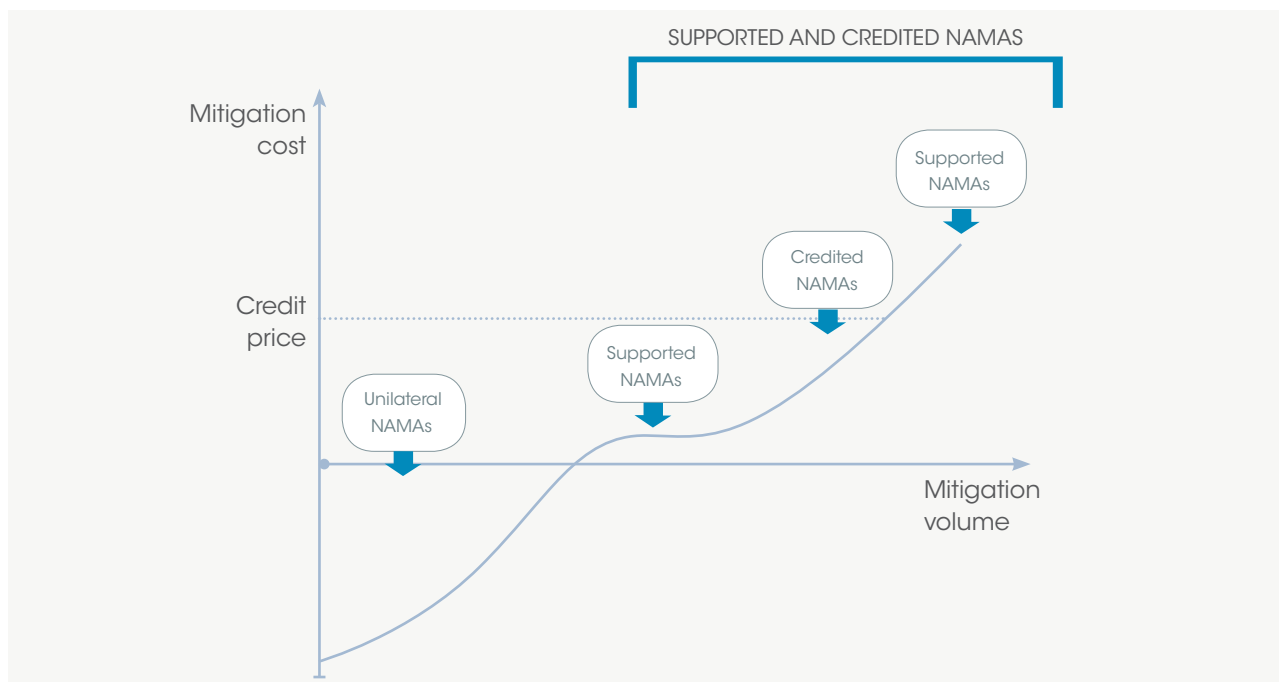 SUPPORTED AND CREDITED NAMAS
Mitigation
cost
Supported
NAMAs
Credited
NAMAs
Credit
price
Supported
NAMAs
Unilateral
NAMAs
Mitigation
volume